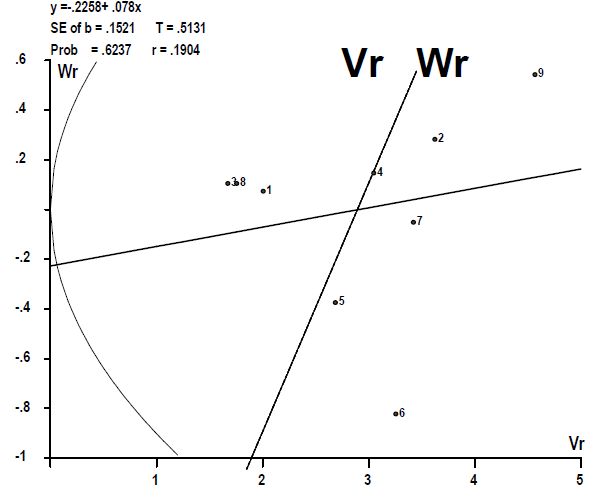 y =-.2258+ .078x
SE of b = .1521 T = .5131
Prob = .6237 r = .1904
Vr Wr
Wr
.6
.4
.2
-.2
-.4
-.6
-.8
-1
9
2
4
3 8 1
7
5
6
Vr
1 2 3 4 5